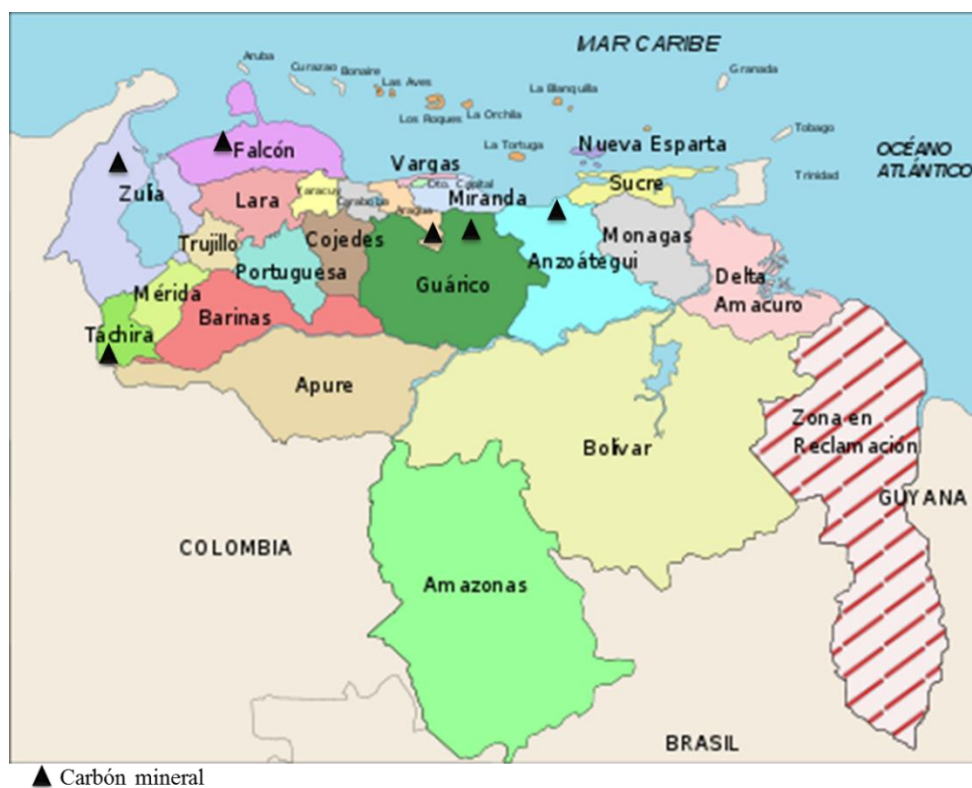 MAR CARIBE
Aruba
Curazao
Bonaire
Las Aves
Los Roques
La Orchila
La Blanquilla
Granada
La Tortuga
Nueva Esparta
Tobago
Trinidad
OCÉANO
ATLÁNTICO
Falcón
Vargas
Dto. Capital
Miranda
Sucre
Zulia
Lara
Yaracuy
Carabobo
Aragua
Trujillo
Cojedes
Portuguesa
Guárico
Anzoátegui
Monagas
Delta
Amacuro
Mérida
Barinas
Táchira
Apure
Bolívar
Zona en
Reclamación
GUYANA
COLOMBIA
Amazonas
BRASIL
Carbón mineral